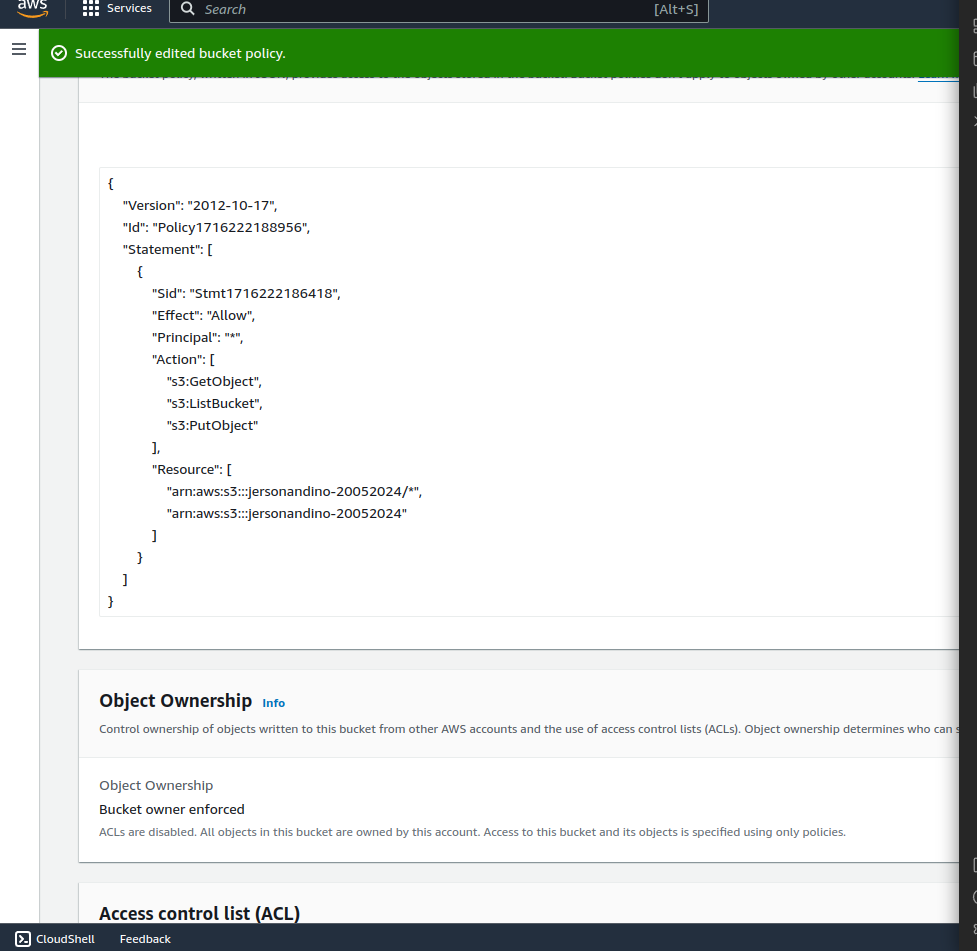 aws
Services
Search
[Alt+S]
Successfully edited bucket policy.
{
"Version": "2012-10-17",
"Id": "Policy1716222188956",
"Statement": [
{
"Sid": "Stmt1716222186418",
"Effect": "Allow",
"Principal": "*",
"Action": [
"s3:GetObject",
"s3:ListBucket",
"s3:PutObject"
],
"Resource": [
"arn:aws:s3:::jersonandino-20052024/*",
"arn:aws:s3:::jersonandino-20052024"
]
}
]
}
Object Ownership Info
Control ownership of objects written to this bucket from other AWS accounts and the use of access control lists (ACLs). Object ownership determines who can
Object Ownership
Bucket owner enforced
ACLs are disabled. All objects in this bucket are owned by this account. Access to this bucket and its objects is specified using only policies.
Access control list (ACL)
CloudShell
Feedback